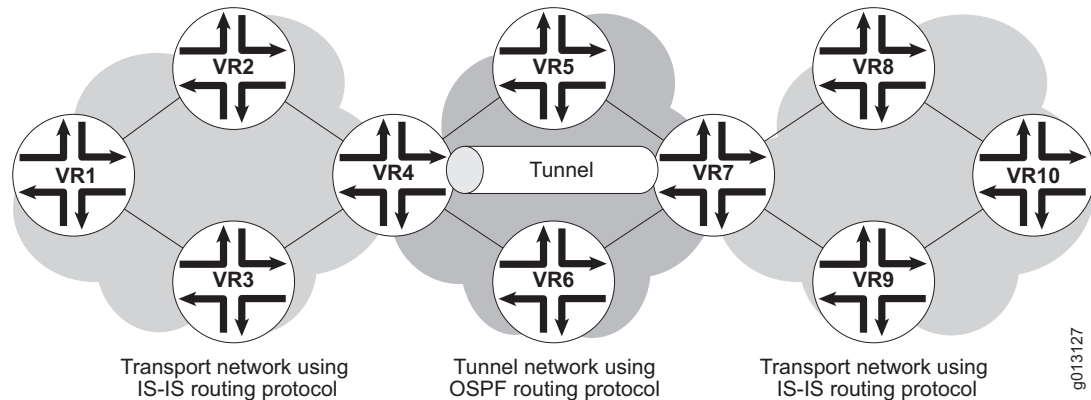 VR2
VR5
VR8
VR1
VR4
Tunnel
VR7
VR10
VR3
VR6
VR9
Transport network using
IS-IS routing protocol
Tunnel network using
OSPF routing protocol
Transport network using
IS-IS routing protocol
g013127